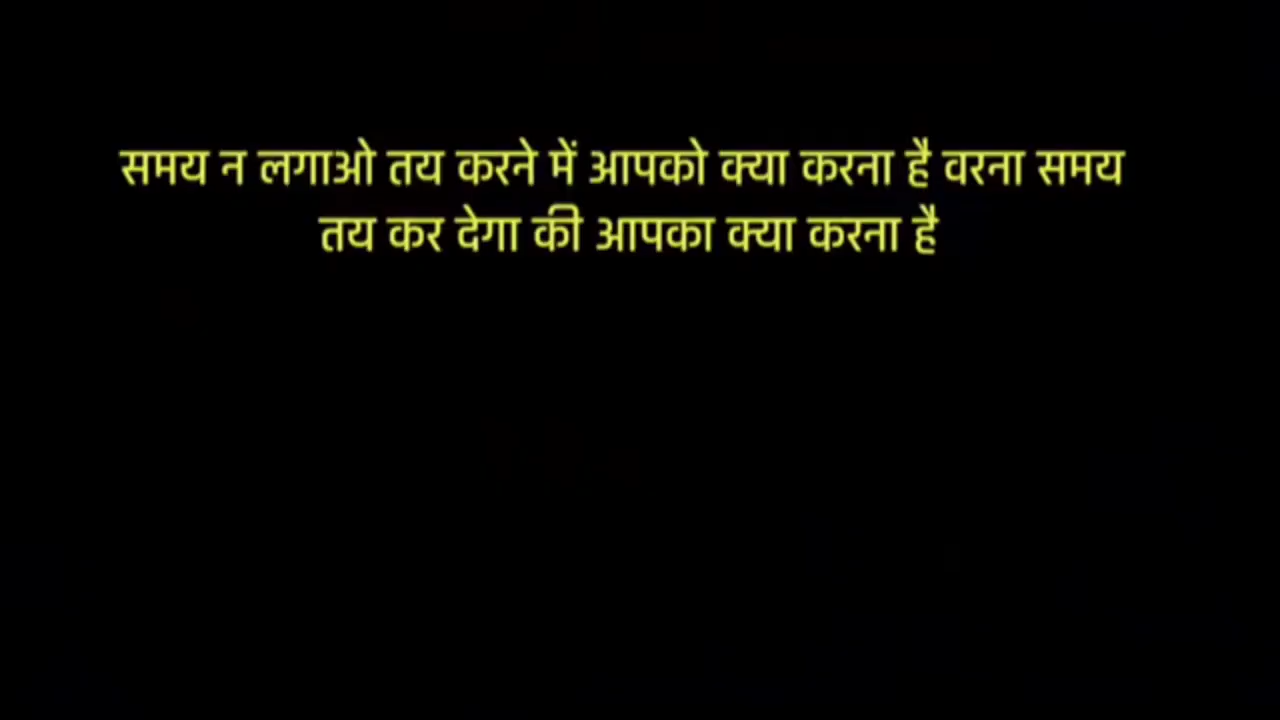 समय न लगाओ तय करने में आपको क्या करना है वरना समय
तय कर देगा की आपका क्या करना है